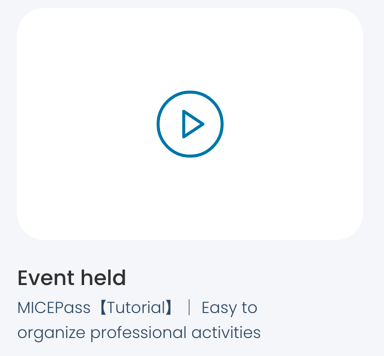 Event held
MICEPass【Tutorial】｜ Easy to
organize professional activities